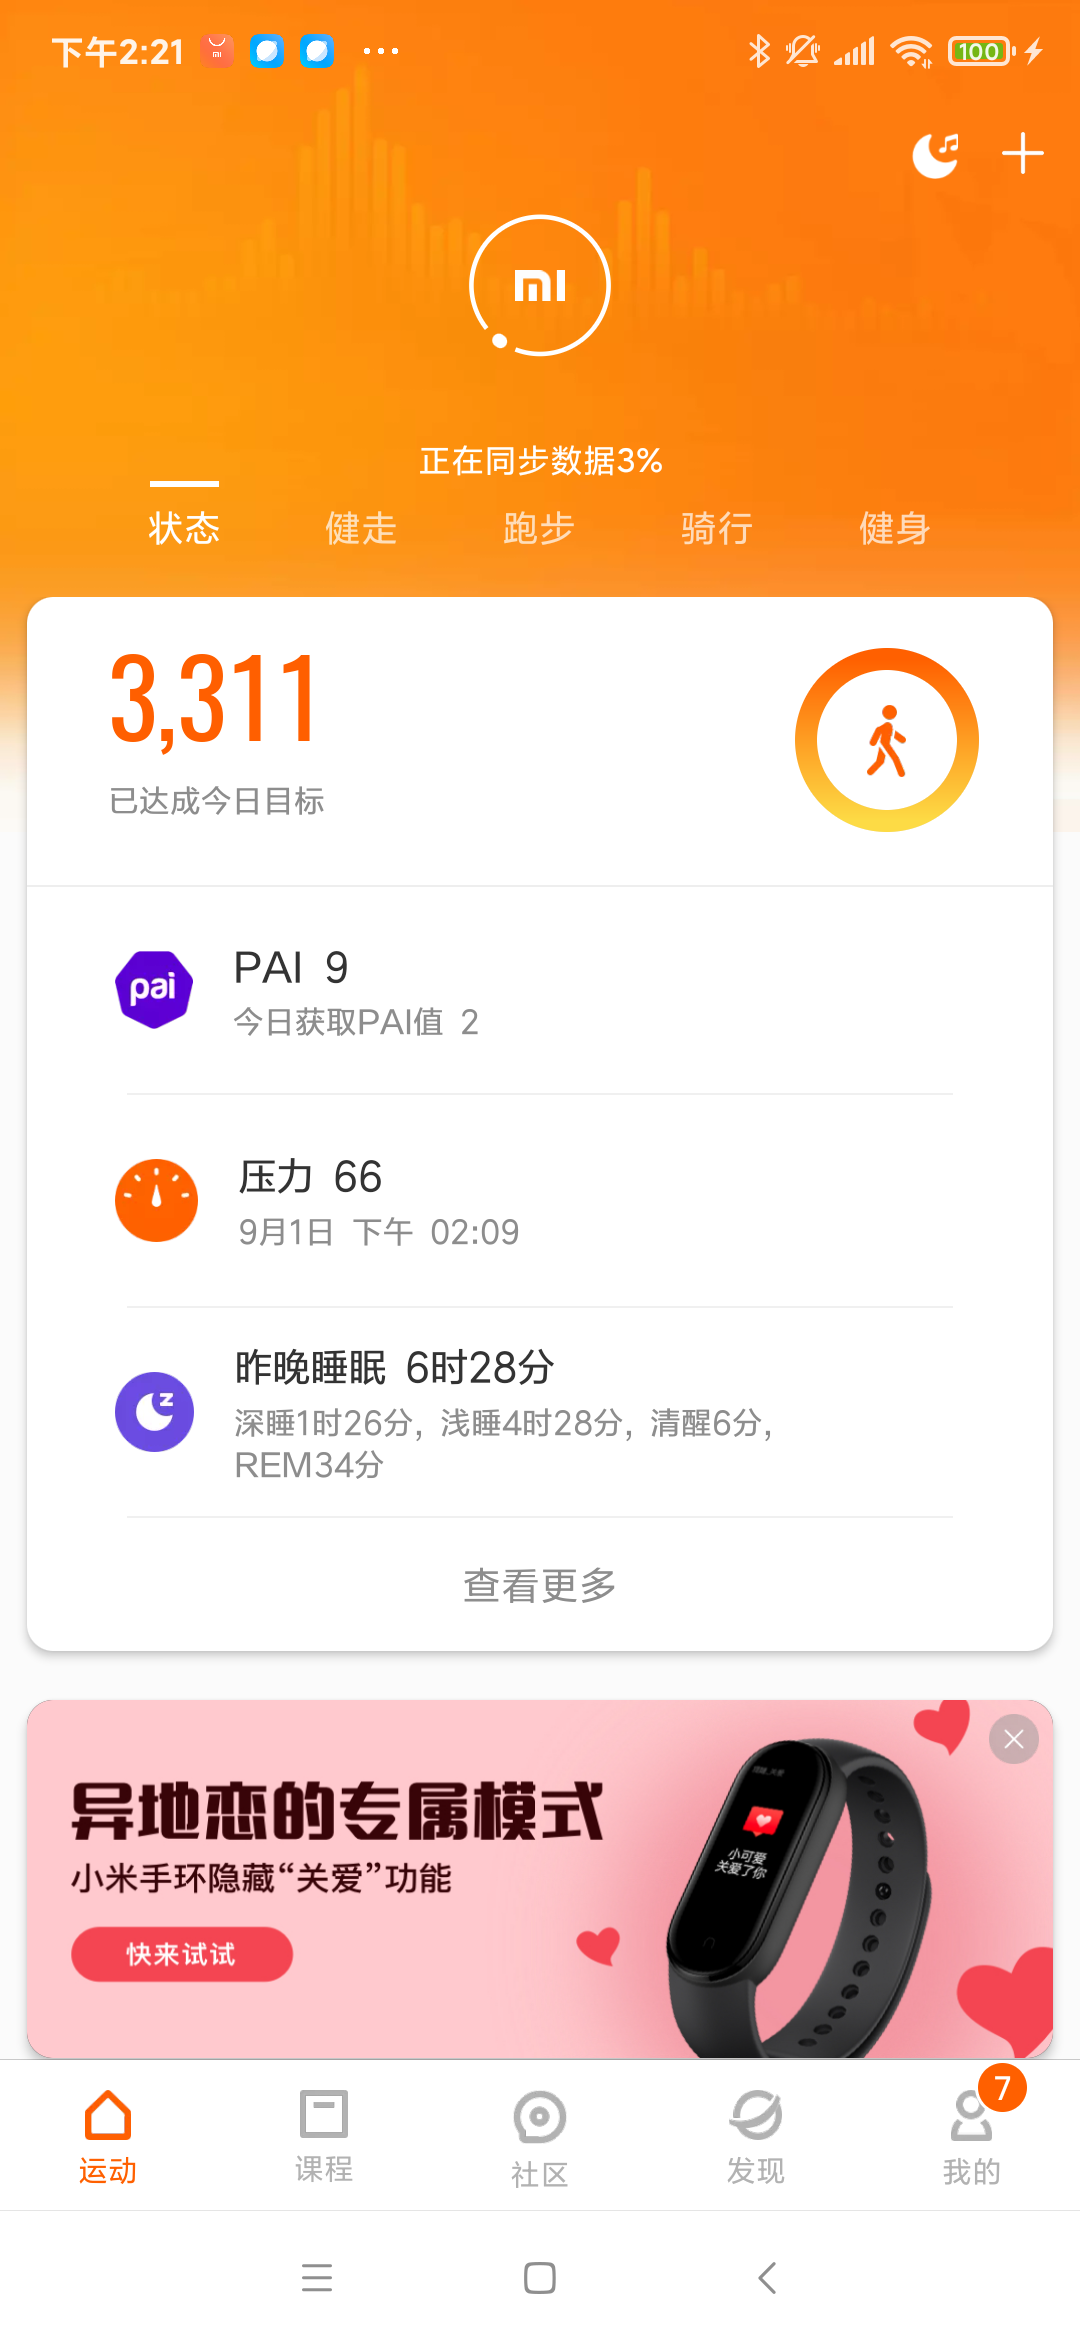 下午2:21 ··· 100
mi
正在同步数据3%
状态 健走 跑步 骑行 健身
3,311
已达成今日目标
pai
PAI 9
今日获取PAI值 2
压力 66
9月1日 下午 02:09
昨晚睡眠 6时28分
深睡1时26分, 浅睡4时28分, 清醒6分,
REM34分
查看更多
异地恋的专属模式
小米手环隐藏“关爱”功能
快来试试
小可爱
关爱了你
7
运动 课程 社区 发现 我的